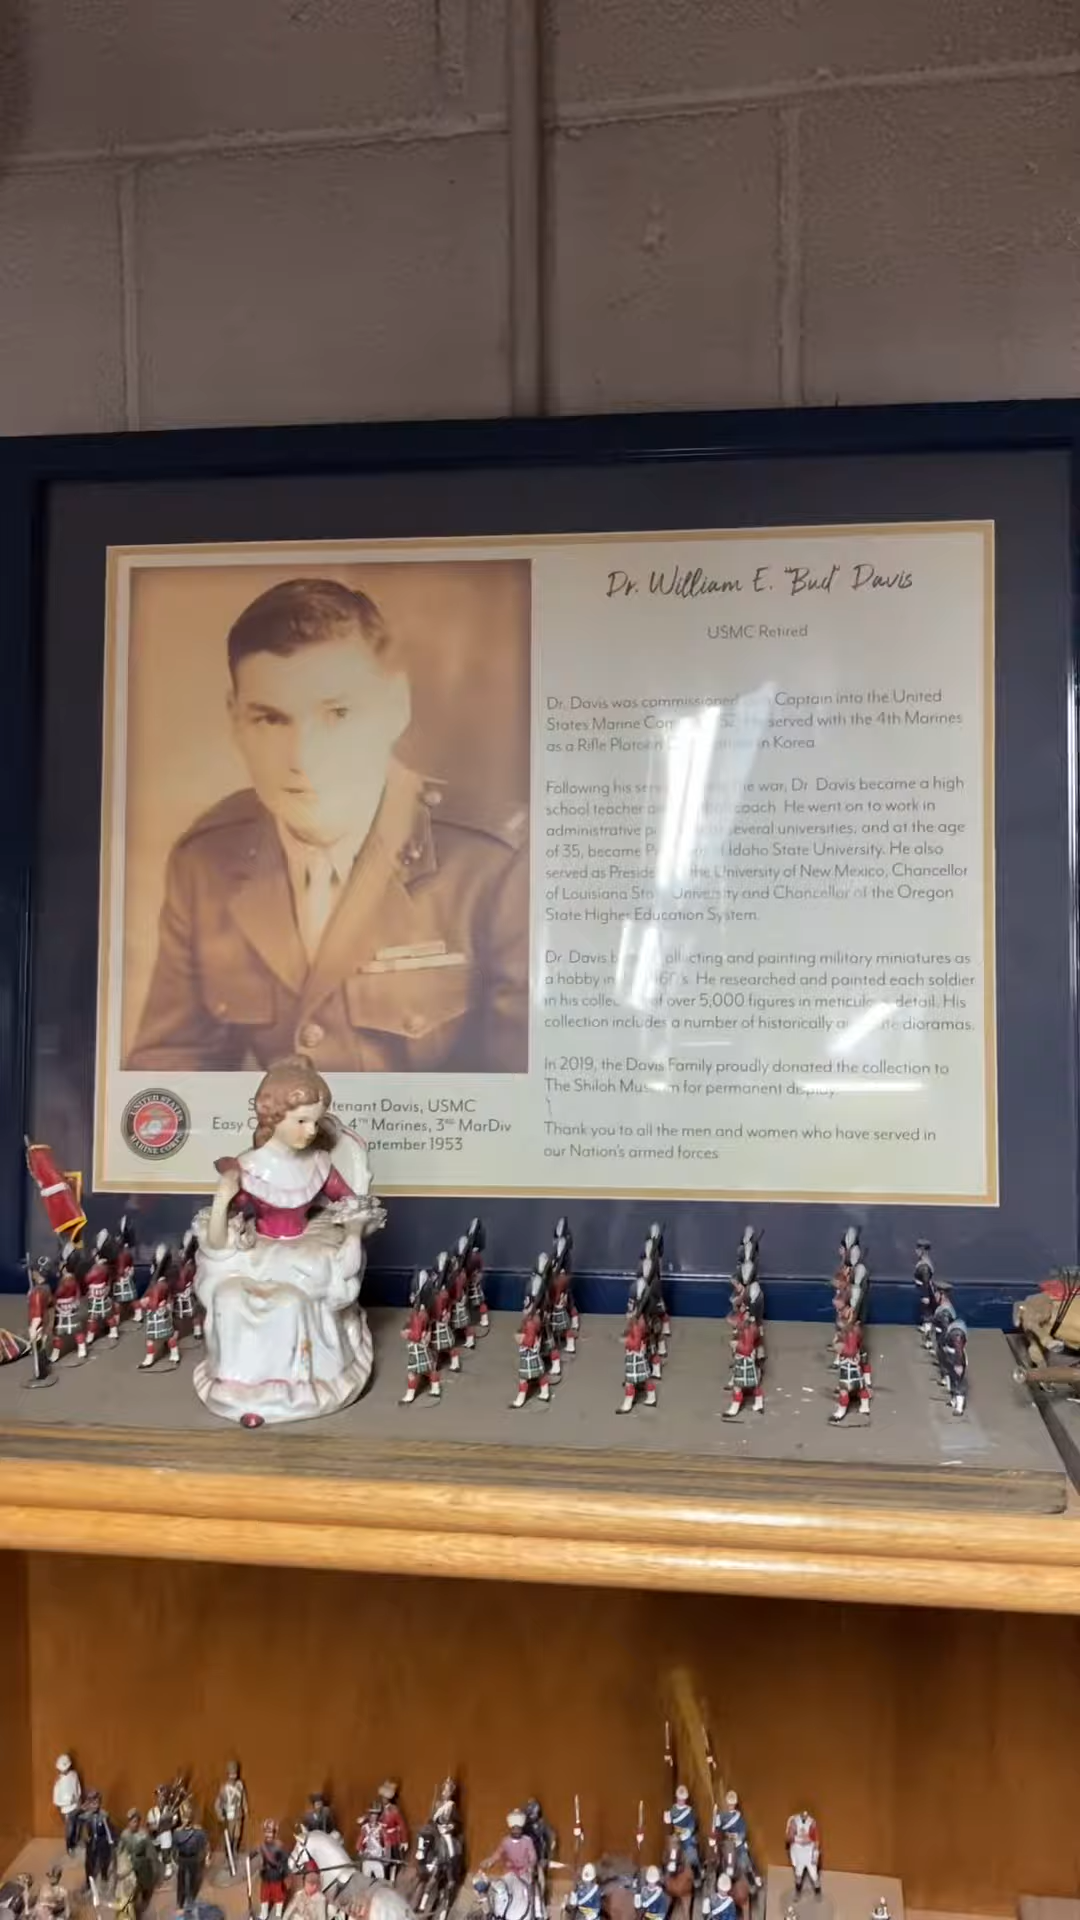 Dr. William E. "Bud" Davis
USMC Retired
Dr. Davis was commissioned Captain into the United
States Marine served with the 4th Marines
as a Rifle Platoon in Korea
Following his war, Dr. Davis became a high
school teacher coach. He went on to work in
administrative several universities, and at the age
of 35, became Idaho State University. He also
served as the University of New Mexico, Chancellor
of Louisiana University and Chancellor of the Oregon
State Higher Education System.
Dr. Davis collecting and painting military miniatures as
a hobby in He researched and painted each soldier
in his of over 5,000 figures in detail. His
collection includes a number of historically dioramas.
In 2019, the Davis Family proudly donated the collection to
The Shiloh Museum for permanent display.
Thank you to all the men and women who have served in
our Nation's armed forces
UNITED STATES
MARINE CORPS
Davis, USMC
Easy 4TH Marines, 3RD MarDiv
1953